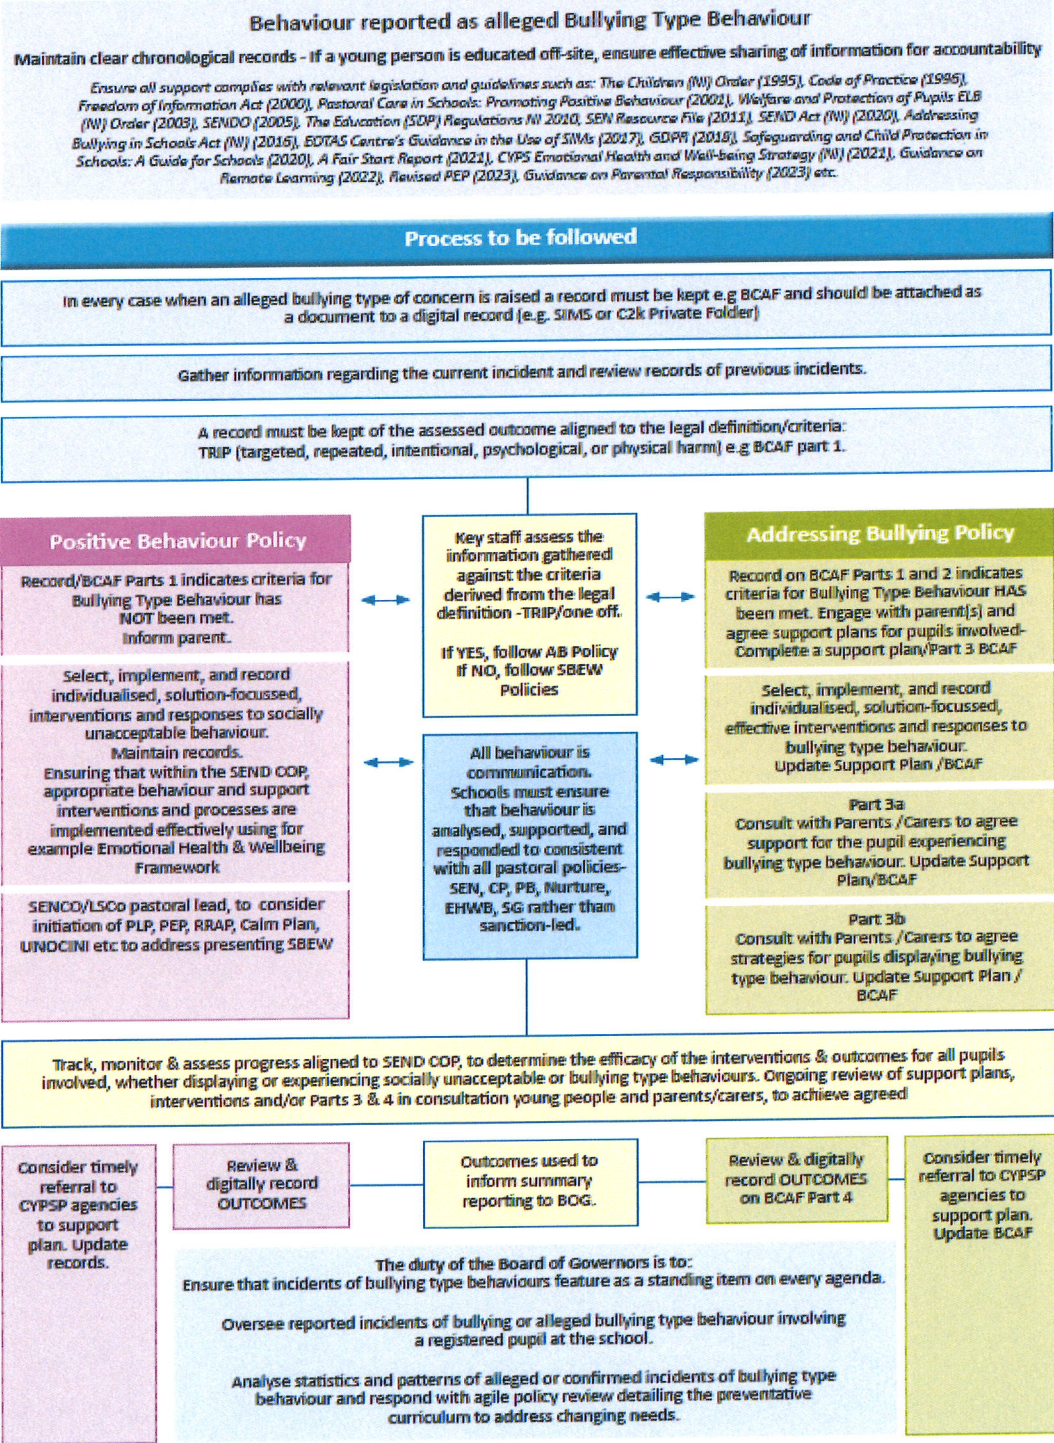 Behaviour reported as alleged Bullying Type Behaviour
Maintain clear chronological records - If a young person is educated off-site, ensure effective sharing of information for accountability
Ensure all support complies with relevant legislation and guidelines such as: The Children (NI) Order (1995), Code of Practice (1996),
Freedom of Information Act (2000), Pastoral Care in Schools: Promoting Positive Behaviour (2001), Welfare and Protection of Pupils ELB
(NI) Order (2003), SENDO (2005), The Education (SDP) Regulations NI 2010, SEN Resource File (2011), SEND Act (NI) (2020), Addressing
Bullying in Schools Act (NI) (2016), EOTAS Centre's Guidance in the Use of SIMs (2017), GDPR (2018), Safeguarding and Child Protection in
Schools: A Guide for Schools (2020), A Fair Start Report (2021), CYPS Emotional Health and Well-being Strategy (NI) (2021), Guidance on
Remote Learning (2022), Revised PEP (2023), Guidance on Parental Responsibility (2023) etc.
Process to be followed
In every case when an alleged bullying type of concern is raised a record must be kept e.g BCAF and should be attached as
a document to a digital record (e.g. SIMS or C2k Private Folder)
Gather information regarding the current incident and review records of previous incidents.
A record must be kept of the assessed outcome aligned to the legal definition/criteria:
TRIP (targeted, repeated, intentional, psychological, or physical harm) e.g BCAF part 1.
Positive Behaviour Policy
Record/BCAF Parts 1 indicates criteria for
Bullying Type Behaviour has
NOT been met.
Inform parent.
Select, implement, and record
individualised, solution-focussed,
interventions and responses to socially
unacceptable behaviour.
Maintain records.
Ensuring that within the SEND COP,
appropriate behaviour and support
interventions and processes are
implemented effectively using for
example Emotional Health & Wellbeing
Framework
SENCO/LSCo pastoral lead, to consider
initiation of PLP, PEP, RRAP, Calm Plan,
UNOCINI etc to address presenting SBEW
Key staff assess the
information gathered
against the criteria
derived from the legal
definition -TRIP/one off.
If YES, follow AB Policy
If NO, follow SBEW
Policies
All behaviour is
communication.
Schools must ensure
that behaviour is
analysed, supported, and
responded to consistent
with all pastoral policies-
SEN, CP, PB, Nurture,
EHWB, SG rather than
sanction-led.
Addressing Bullying Policy
Record on BCAF Parts 1 and 2 indicates
criteria for Bullying Type Behaviour HAS
been met. Engage with parent(s) and
agree support plans for pupils involved-
Complete a support plan/Part 3 BCAF
Select, implement, and record
individualised, solution-focussed,
effective interventions and responses to
bullying type behaviour.
Update Support Plan /BCAF
Part 3a
Consult with Parents /Carers to agree
support for the pupil experiencing
bullying type behaviour. Update Support
Plan/BCAF
Part 3b
Consult with Parents /Carers to agree
strategies for pupils displaying bullying
type behaviour. Update Support Plan /
BCAF
Track, monitor & assess progress aligned to SEND COP, to determine the efficacy of the interventions & outcomes for all pupils
involved, whether displaying or experiencing socially unacceptable or bullying type behaviours. Ongoing review of support plans,
interventions and/or Parts 3 & 4 in consultation young people and parents/carers, to achieve agreed
Consider timely
referral to
CYPSP agencies
to support
plan. Update
records.
Review &
digitally record
OUTCOMES
Outcomes used to
inform summary
reporting to BOG.
Review & digitally
record OUTCOMES
on BCAF Part 4
Consider timely
referral to CYPSP
agencies to
support plan.
Update BCAF
The duty of the Board of Governors is to:
Ensure that incidents of bullying type behaviours feature as a standing item on every agenda.
Oversee reported incidents of bullying or alleged bullying type behaviour involving
a registered pupil at the school.
Analyse statistics and patterns of alleged or confirmed incidents of bullying type
behaviour and respond with agile policy review detailing the preventative
curriculum to address changing needs.